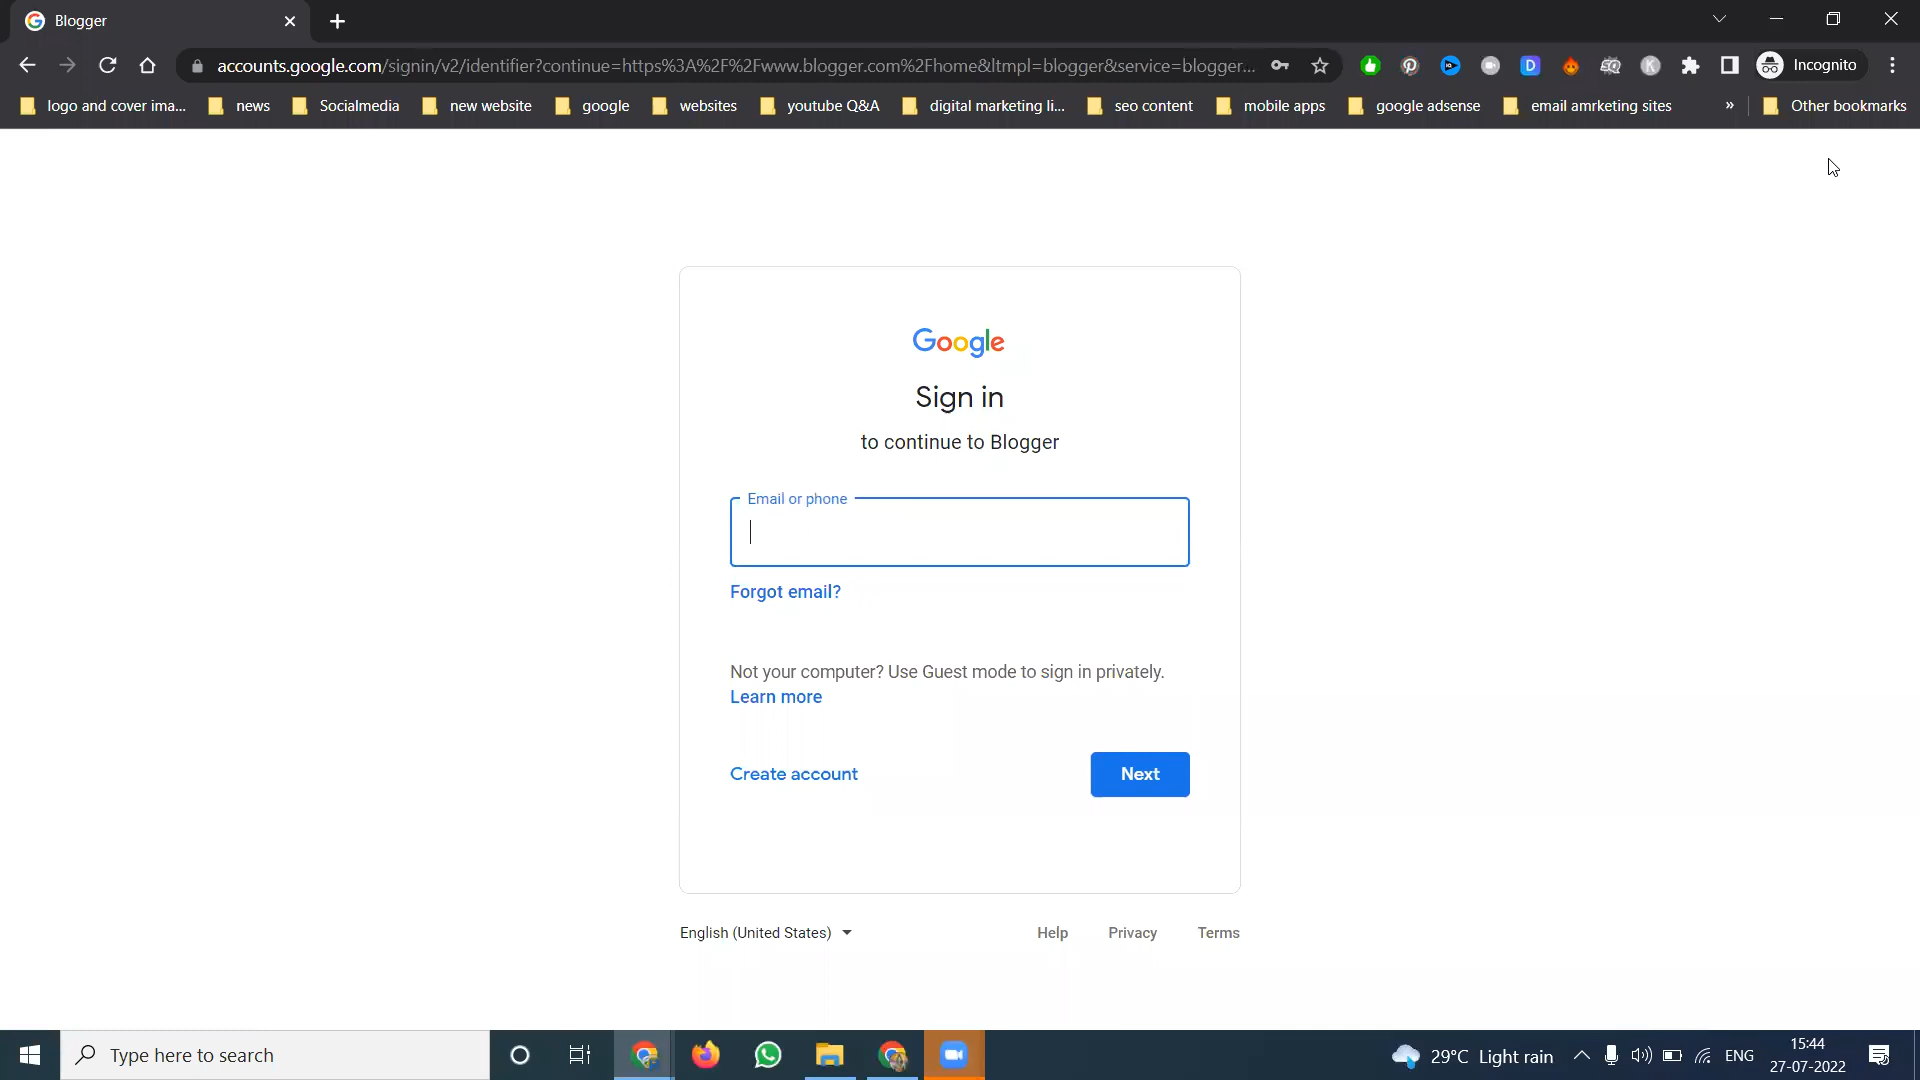 Blogger
accounts.google.com/signin/v2/identifier?continue=https%3A%2F%2Fwww.blogger.com%2Fhome&ltmpl=blogger&service=blogger...
Incognito
logo and cover ima...
news
Socialmedia
new website
google
websites
youtube Q&A
digital marketing li...
seo content
mobile apps
google adsense
email amrketing sites
»
Other bookmarks
Google
Sign in
to continue to Blogger
Email or phone
Forgot email?
Not your computer? Use Guest mode to sign in privately.
Learn more
Create account
Next
English (United States)
Help
Privacy
Terms
Type here to search
29°C Light rain
ENG
15:44
27-07-2022